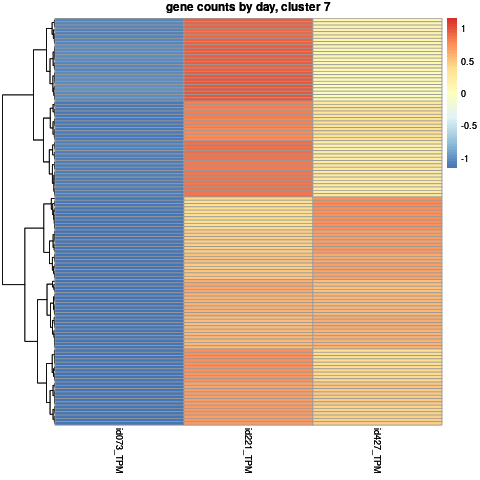 gene counts by day, cluster 7
1
0.5
0
-0.5
-1
id073_TPM
id221_TPM
id427_TPM